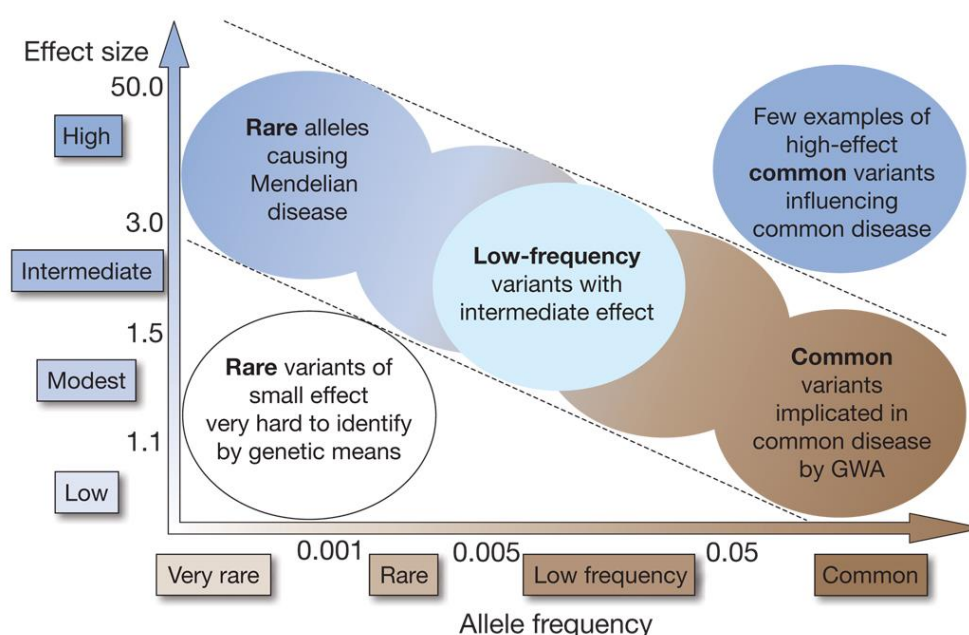 Effect size
50.0
High
3.0
Intermediate
1.5
Modest
1.1
Low
Rare alleles
causing
Mendelian
disease
Few examples of
high-effect
common variants
influencing
common disease
Low-frequency
variants with
intermediate effect
Rare variants of
small effect
very hard to identify
by genetic means
Common
variants
implicated in
common disease
by GWA
0.001
0.005
0.05
Very rare
Rare
Low frequency
Common
Allele frequency